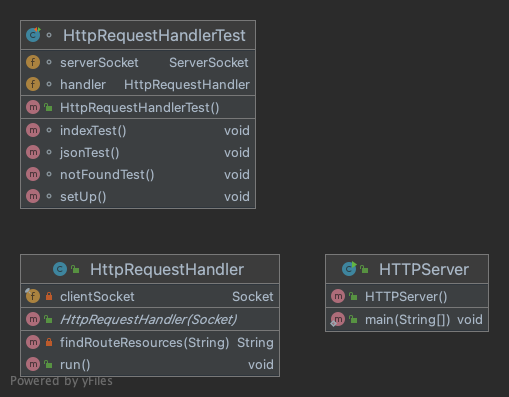 HttpRequestHandlerTest
serverSocket ServerSocket
handler HttpRequestHandler
HttpRequestHandlerTest()
indexTest() void
jsonTest() void
notFoundTest() void
setUp() void
HttpRequestHandler
clientSocket Socket
HttpRequestHandler(Socket)
findRouteResources(String) String
run() void
HTTPServer
HTTPServer()
main(String[]) void
Powered by yFiles